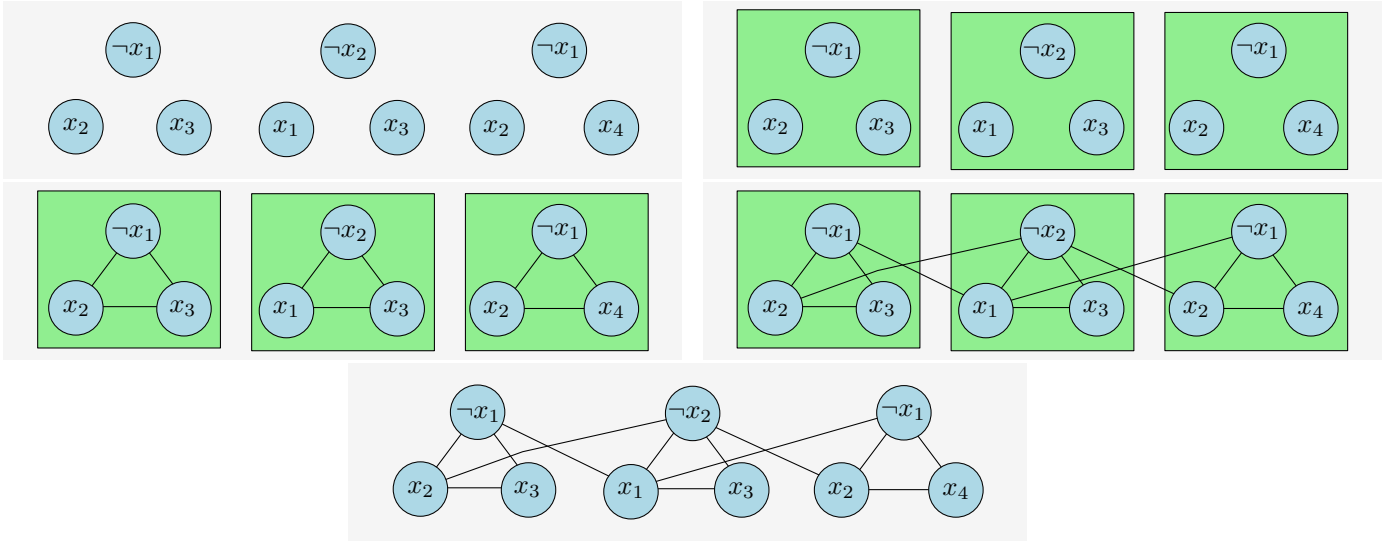 ¬x₁ ¬x₂ ¬x₁
x₂ x₃ x₁ x₃ x₂ x₄
¬x₁ ¬x₂ ¬x₁
x₂ x₃ x₁ x₃ x₂ x₄
¬x₁ ¬x₂ ¬x₁
x₂ x₃ x₁ x₃ x₂ x₄
¬x₁ ¬x₂ ¬x₁
x₂ x₃ x₁ x₃ x₂ x₄
¬x₁ ¬x₂ ¬x₁
x₂ x₃ x₁ x₃ x₂ x₄